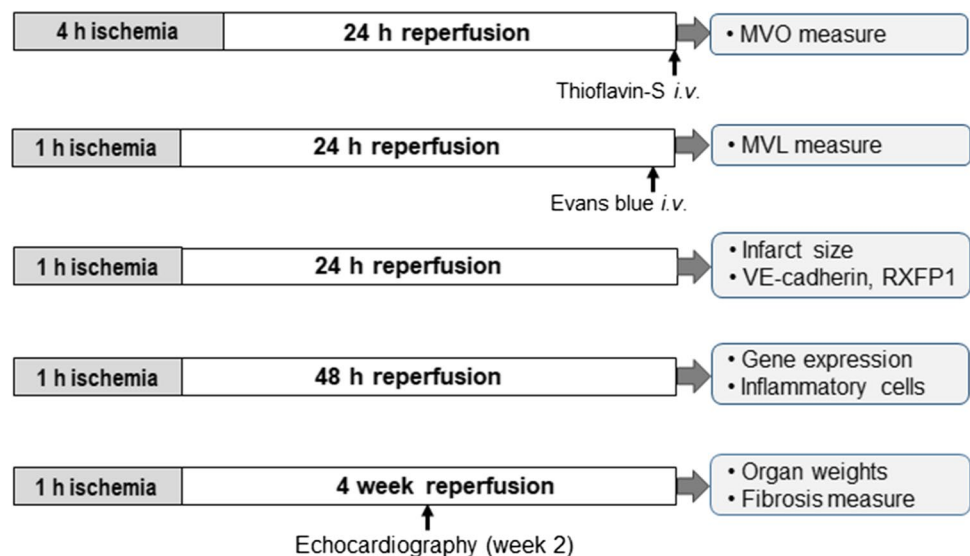 4 h ischemia 24 h reperfusion • MVO measure
Thioflavin-S i.v.
1 h ischemia 24 h reperfusion • MVL measure
Evans blue i.v.
1 h ischemia 24 h reperfusion • Infarct size
• VE-cadherin, RXFP1
1 h ischemia 48 h reperfusion • Gene expression
• Inflammatory cells
1 h ischemia 4 week reperfusion • Organ weights
• Fibrosis measure
Echocardiography (week 2)